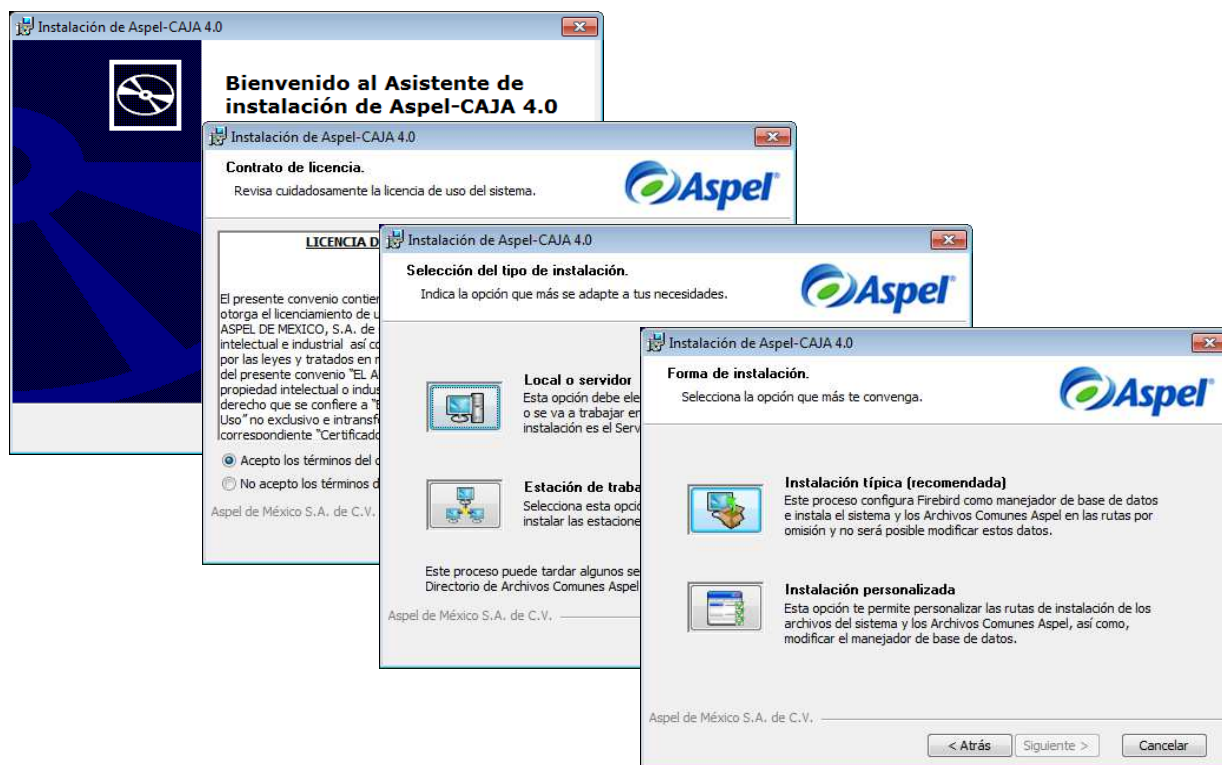 Instalación de Aspel-CAJA 4.0
Bienvenido al Asistente de
instalación de Aspel-CAJA 4.0
Instalación de Aspel-CAJA 4.0
Contrato de licencia.
Revisa cuidadosamente la licencia de uso del sistema.
Aspel
LICENCIA D
El presente convenio contien
otorga el licenciamiento de u
ASPEL DE MEXICO, S.A. de
intelectual e industrial así co
por las leyes y tratados en m
del presente convenio "EL A
propiedad intelectual o indus
derecho que se confiere a "E
Uso" no exclusivo e intransfe
correspondiente "Certificado
Acepto los términos del c
No acepto los términos d
Aspel de México S.A. de C.V.
Instalación de Aspel-CAJA 4.0
Selección del tipo de instalación.
Indica la opción que más se adapte a tus necesidades.
Aspel
Local o servidor
Esta opción debe ele
o se va a trabajar en
instalación es el Serv
Estación de traba
Selecciona esta opció
instalar las estacione
Este proceso puede tardar algunos se
Directorio de Archivos Comunes Aspel
Aspel de México S.A. de C.V.
Instalación de Aspel-CAJA 4.0
Forma de instalación.
Selecciona la opción que más te convenga.
Aspel
Instalación típica (recomendada)
Este proceso configura Firebird como manejador de base de datos
e instala el sistema y los Archivos Comunes Aspel en las rutas por
omisión y no será posible modificar estos datos.
Instalación personalizada
Esta opción te permite personalizar las rutas de instalación de los
archivos del sistema y los Archivos Comunes Aspel, así como,
modificar el manejador de base de datos.
Aspel de México S.A. de C.V.
< Atrás Siguiente > Cancelar